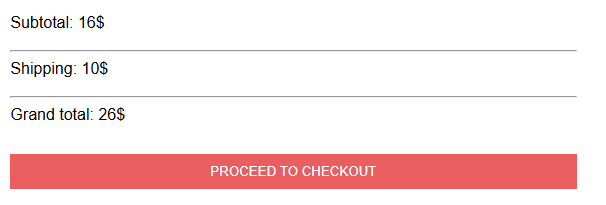 Subtotal: 16$
Shipping: 10$
Grand total: 26$
PROCEED TO CHECKOUT